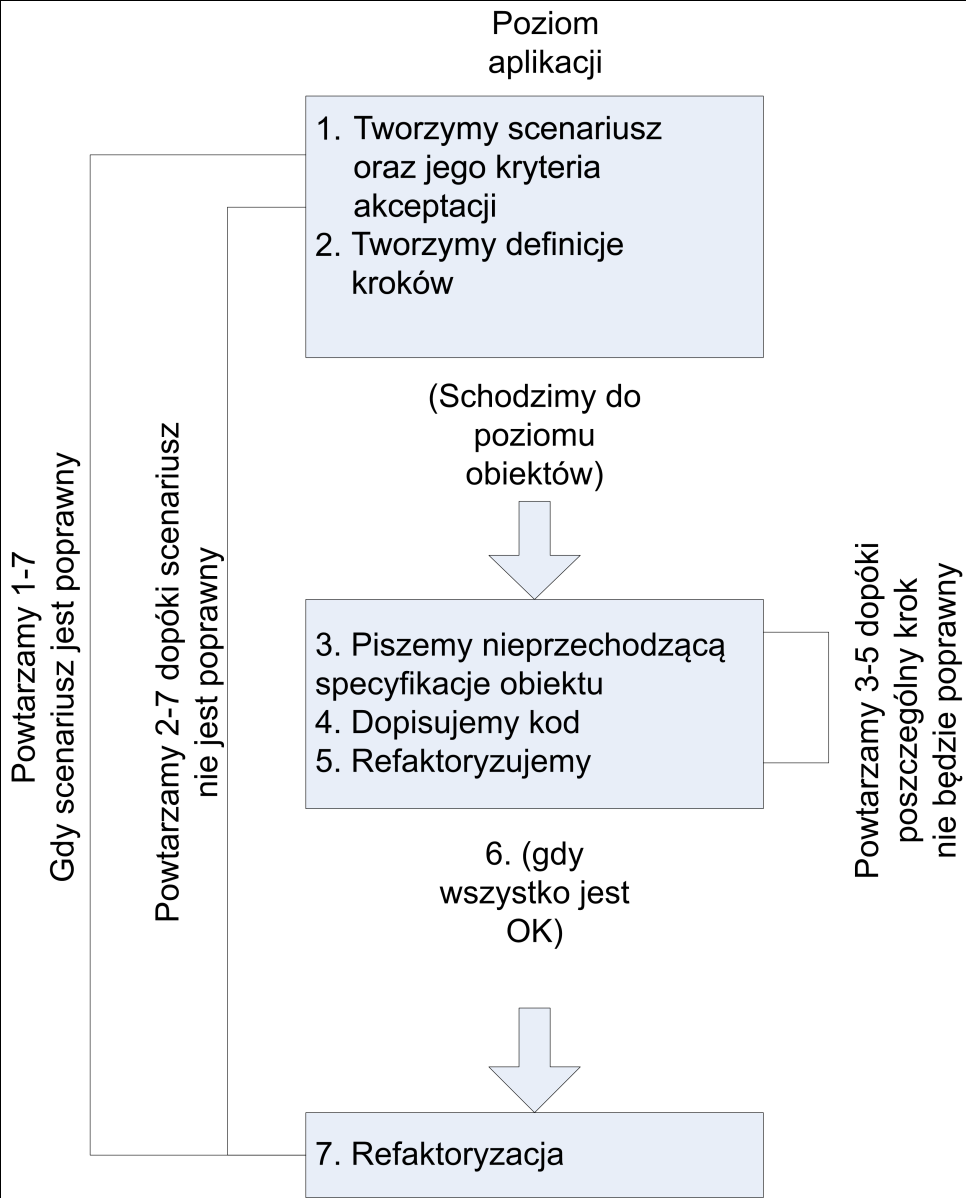 Poziom
aplikacji
1. Tworzymy scenariusz
oraz jego kryteria
akceptacji
2. Tworzymy definicje
kroków
(Schodzimy do
poziomu
obiektów)
3. Piszemy nieprzechodzącą
specyfikacje obiektu
4. Dopisujemy kod
5. Refaktoryzujemy
6. (gdy
wszystko jest
OK)
7. Refaktoryzacja
Powtarzamy 1-7
Gdy scenariusz jest poprawny
Powtarzamy 2-7 dopóki scenariusz
nie jest poprawny
Powtarzamy 3-5 dopóki
poszczególny krok
nie będzie poprawny